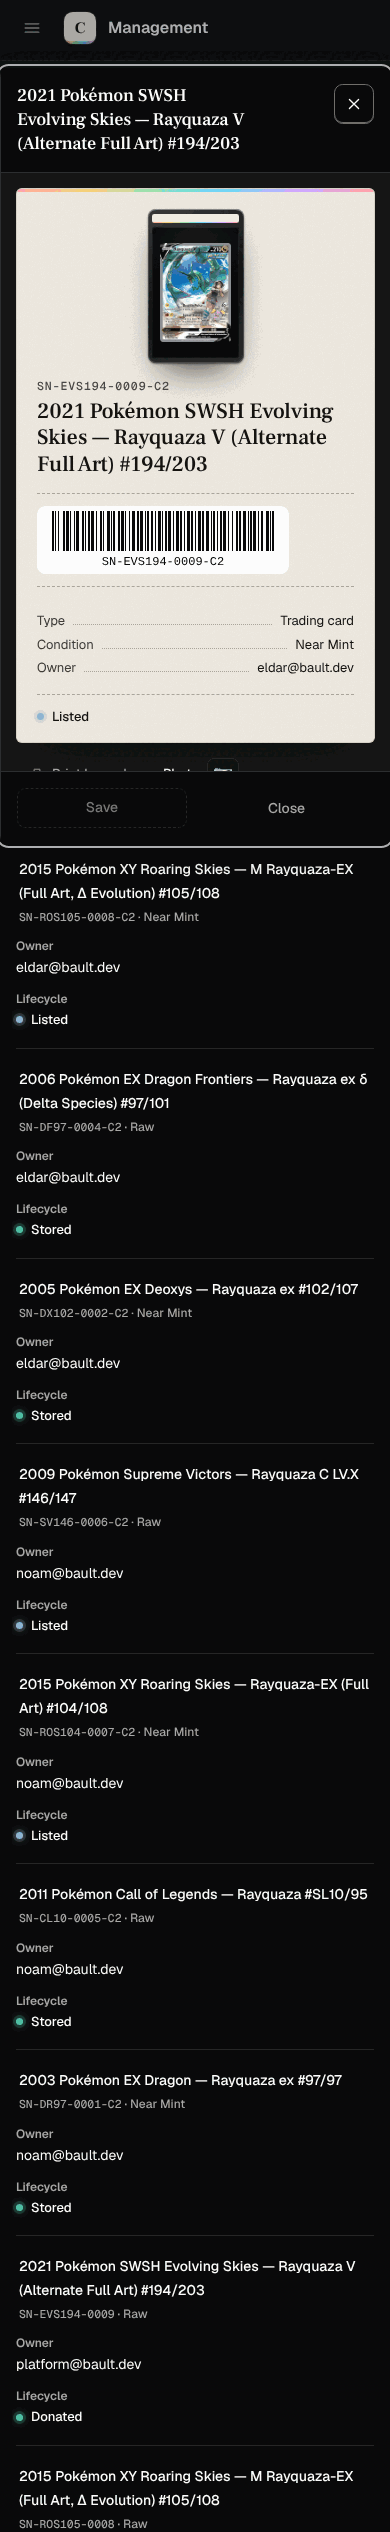 C Management
2021 Pokémon SWSH
Evolving Skies — Rayquaza V
(Alternate Full Art) #194/203
SN-EVS194-0009-C2
2021 Pokémon SWSH Evolving
Skies — Rayquaza V (Alternate
Full Art) #194/203
SN-EVS194-0009-C2
Type Trading card
Condition Near Mint
Owner eldar@bault.dev
Listed
Save Close
2015 Pokémon XY Roaring Skies — M Rayquaza-EX
(Full Art, Δ Evolution) #105/108
SN-ROS105-0008-C2 · Near Mint
Owner
eldar@bault.dev
Lifecycle
Listed
2006 Pokémon EX Dragon Frontiers — Rayquaza ex δ
(Delta Species) #97/101
SN-DF97-0004-C2 · Raw
Owner
eldar@bault.dev
Lifecycle
Stored
2005 Pokémon EX Deoxys — Rayquaza ex #102/107
SN-DX102-0002-C2 · Near Mint
Owner
eldar@bault.dev
Lifecycle
Stored
2009 Pokémon Supreme Victors — Rayquaza C LV.X
#146/147
SN-SV146-0006-C2 · Raw
Owner
noam@bault.dev
Lifecycle
Listed
2015 Pokémon XY Roaring Skies — Rayquaza-EX (Full
Art) #104/108
SN-ROS104-0007-C2 · Near Mint
Owner
noam@bault.dev
Lifecycle
Listed
2011 Pokémon Call of Legends — Rayquaza #SL10/95
SN-CL10-0005-C2 · Raw
Owner
noam@bault.dev
Lifecycle
Stored
2003 Pokémon EX Dragon — Rayquaza ex #97/97
SN-DR97-0001-C2 · Near Mint
Owner
noam@bault.dev
Lifecycle
Stored
2021 Pokémon SWSH Evolving Skies — Rayquaza V
(Alternate Full Art) #194/203
SN-EVS194-0009 · Raw
Owner
platform@bault.dev
Lifecycle
Donated
2015 Pokémon XY Roaring Skies — M Rayquaza-EX
(Full Art, Δ Evolution) #105/108
SN-ROS105-0008 · Near Mint